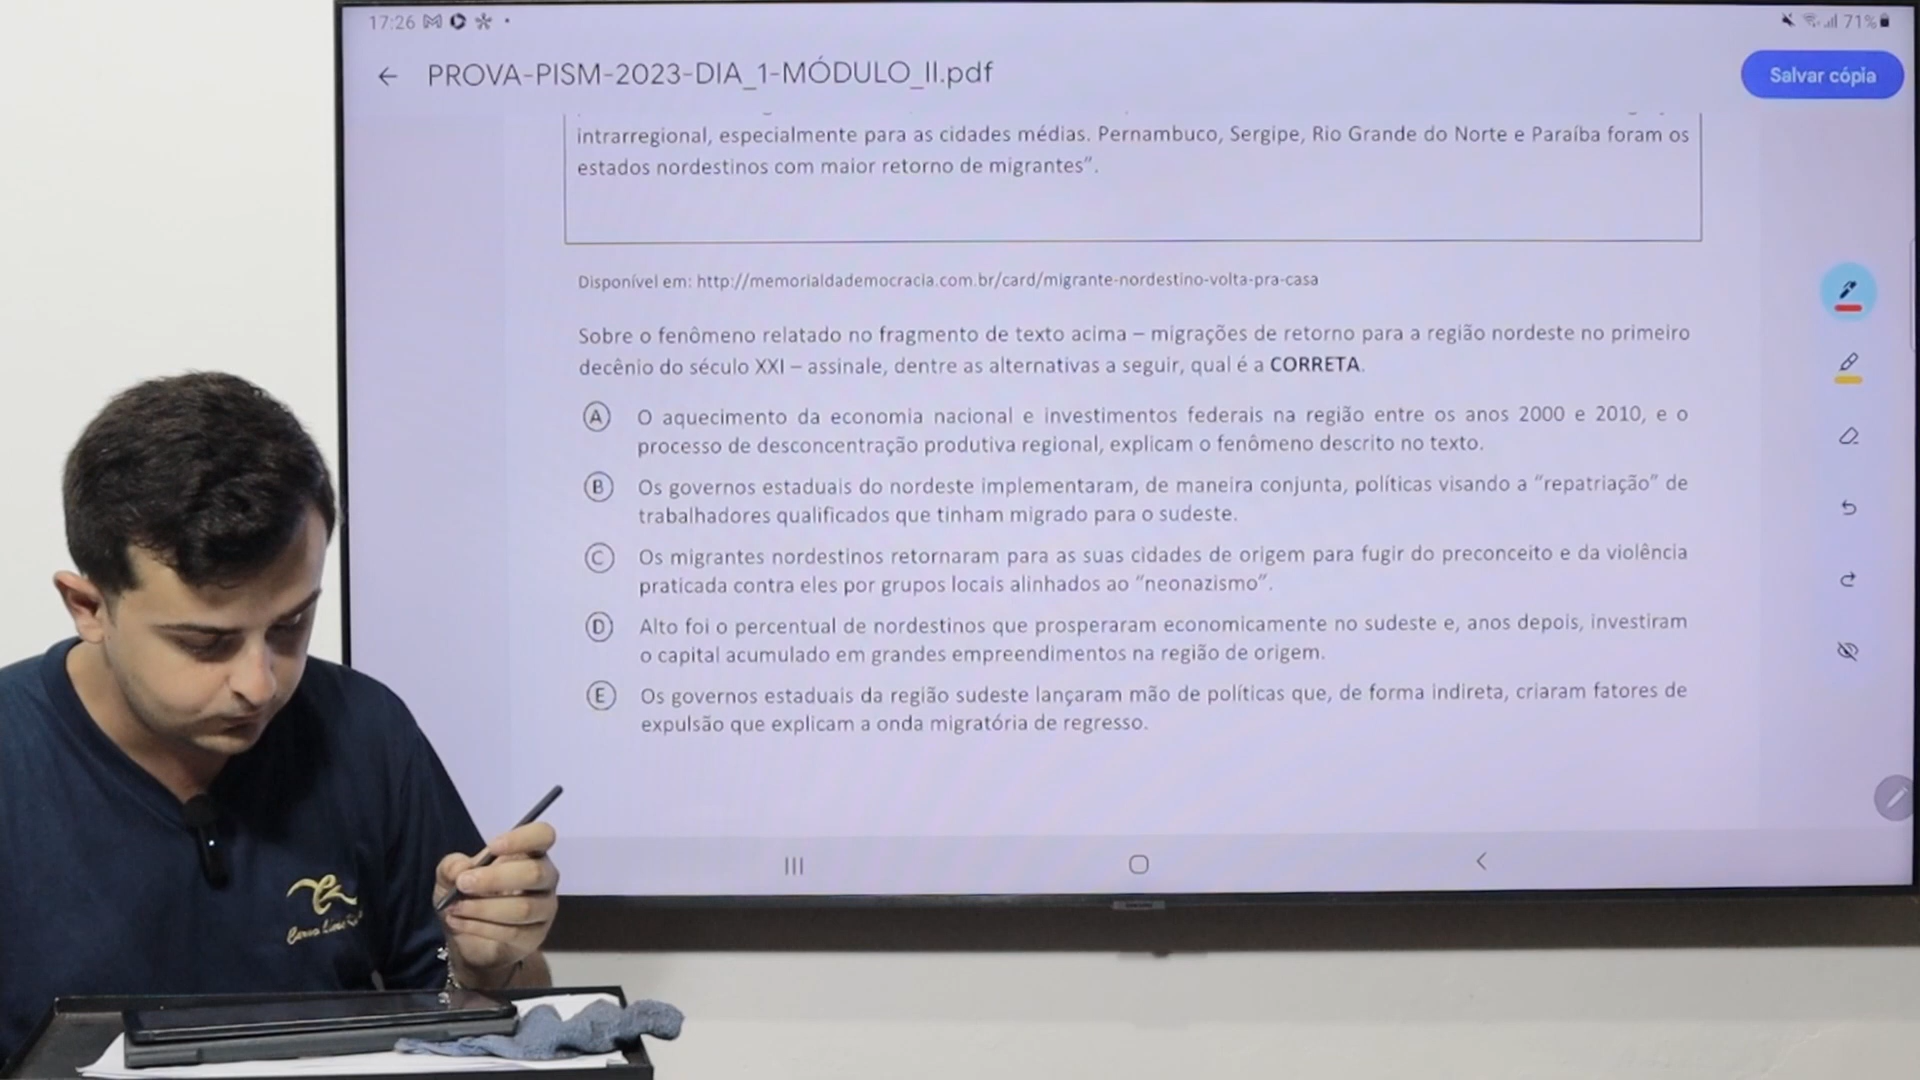 17:26
71%
PROVA-PISM-2023-DIA_1-MÓDULO_II.pdf
Salvar cópia
intrarregional, especialmente para as cidades médias. Pernambuco, Sergipe, Rio Grande do Norte e Paraíba foram os
estados nordestinos com maior retorno de migrantes”.
Disponível em: http://memorialdademocracia.com.br/card/migrante-nordestino-volta-pra-casa
Sobre o fenômeno relatado no fragmento de texto acima – migrações de retorno para a região nordeste no primeiro
decênio do século XXI – assinale, dentre as alternativas a seguir, qual é a CORRETA.
A O aquecimento da economia nacional e investimentos federais na região entre os anos 2000 e 2010, e o
processo de desconcentração produtiva regional, explicam o fenômeno descrito no texto.
B Os governos estaduais do nordeste implementaram, de maneira conjunta, políticas visando a “repatriação” de
trabalhadores qualificados que tinham migrado para o sudeste.
C Os migrantes nordestinos retornaram para as suas cidades de origem para fugir do preconceito e da violência
praticada contra eles por grupos locais alinhados ao “neonazismo”.
D Alto foi o percentual de nordestinos que prosperaram economicamente no sudeste e, anos depois, investiram
o capital acumulado em grandes empreendimentos na região de origem.
E Os governos estaduais da região sudeste lançaram mão de políticas que, de forma indireta, criaram fatores de
expulsão que explicam a onda migratória de regresso.